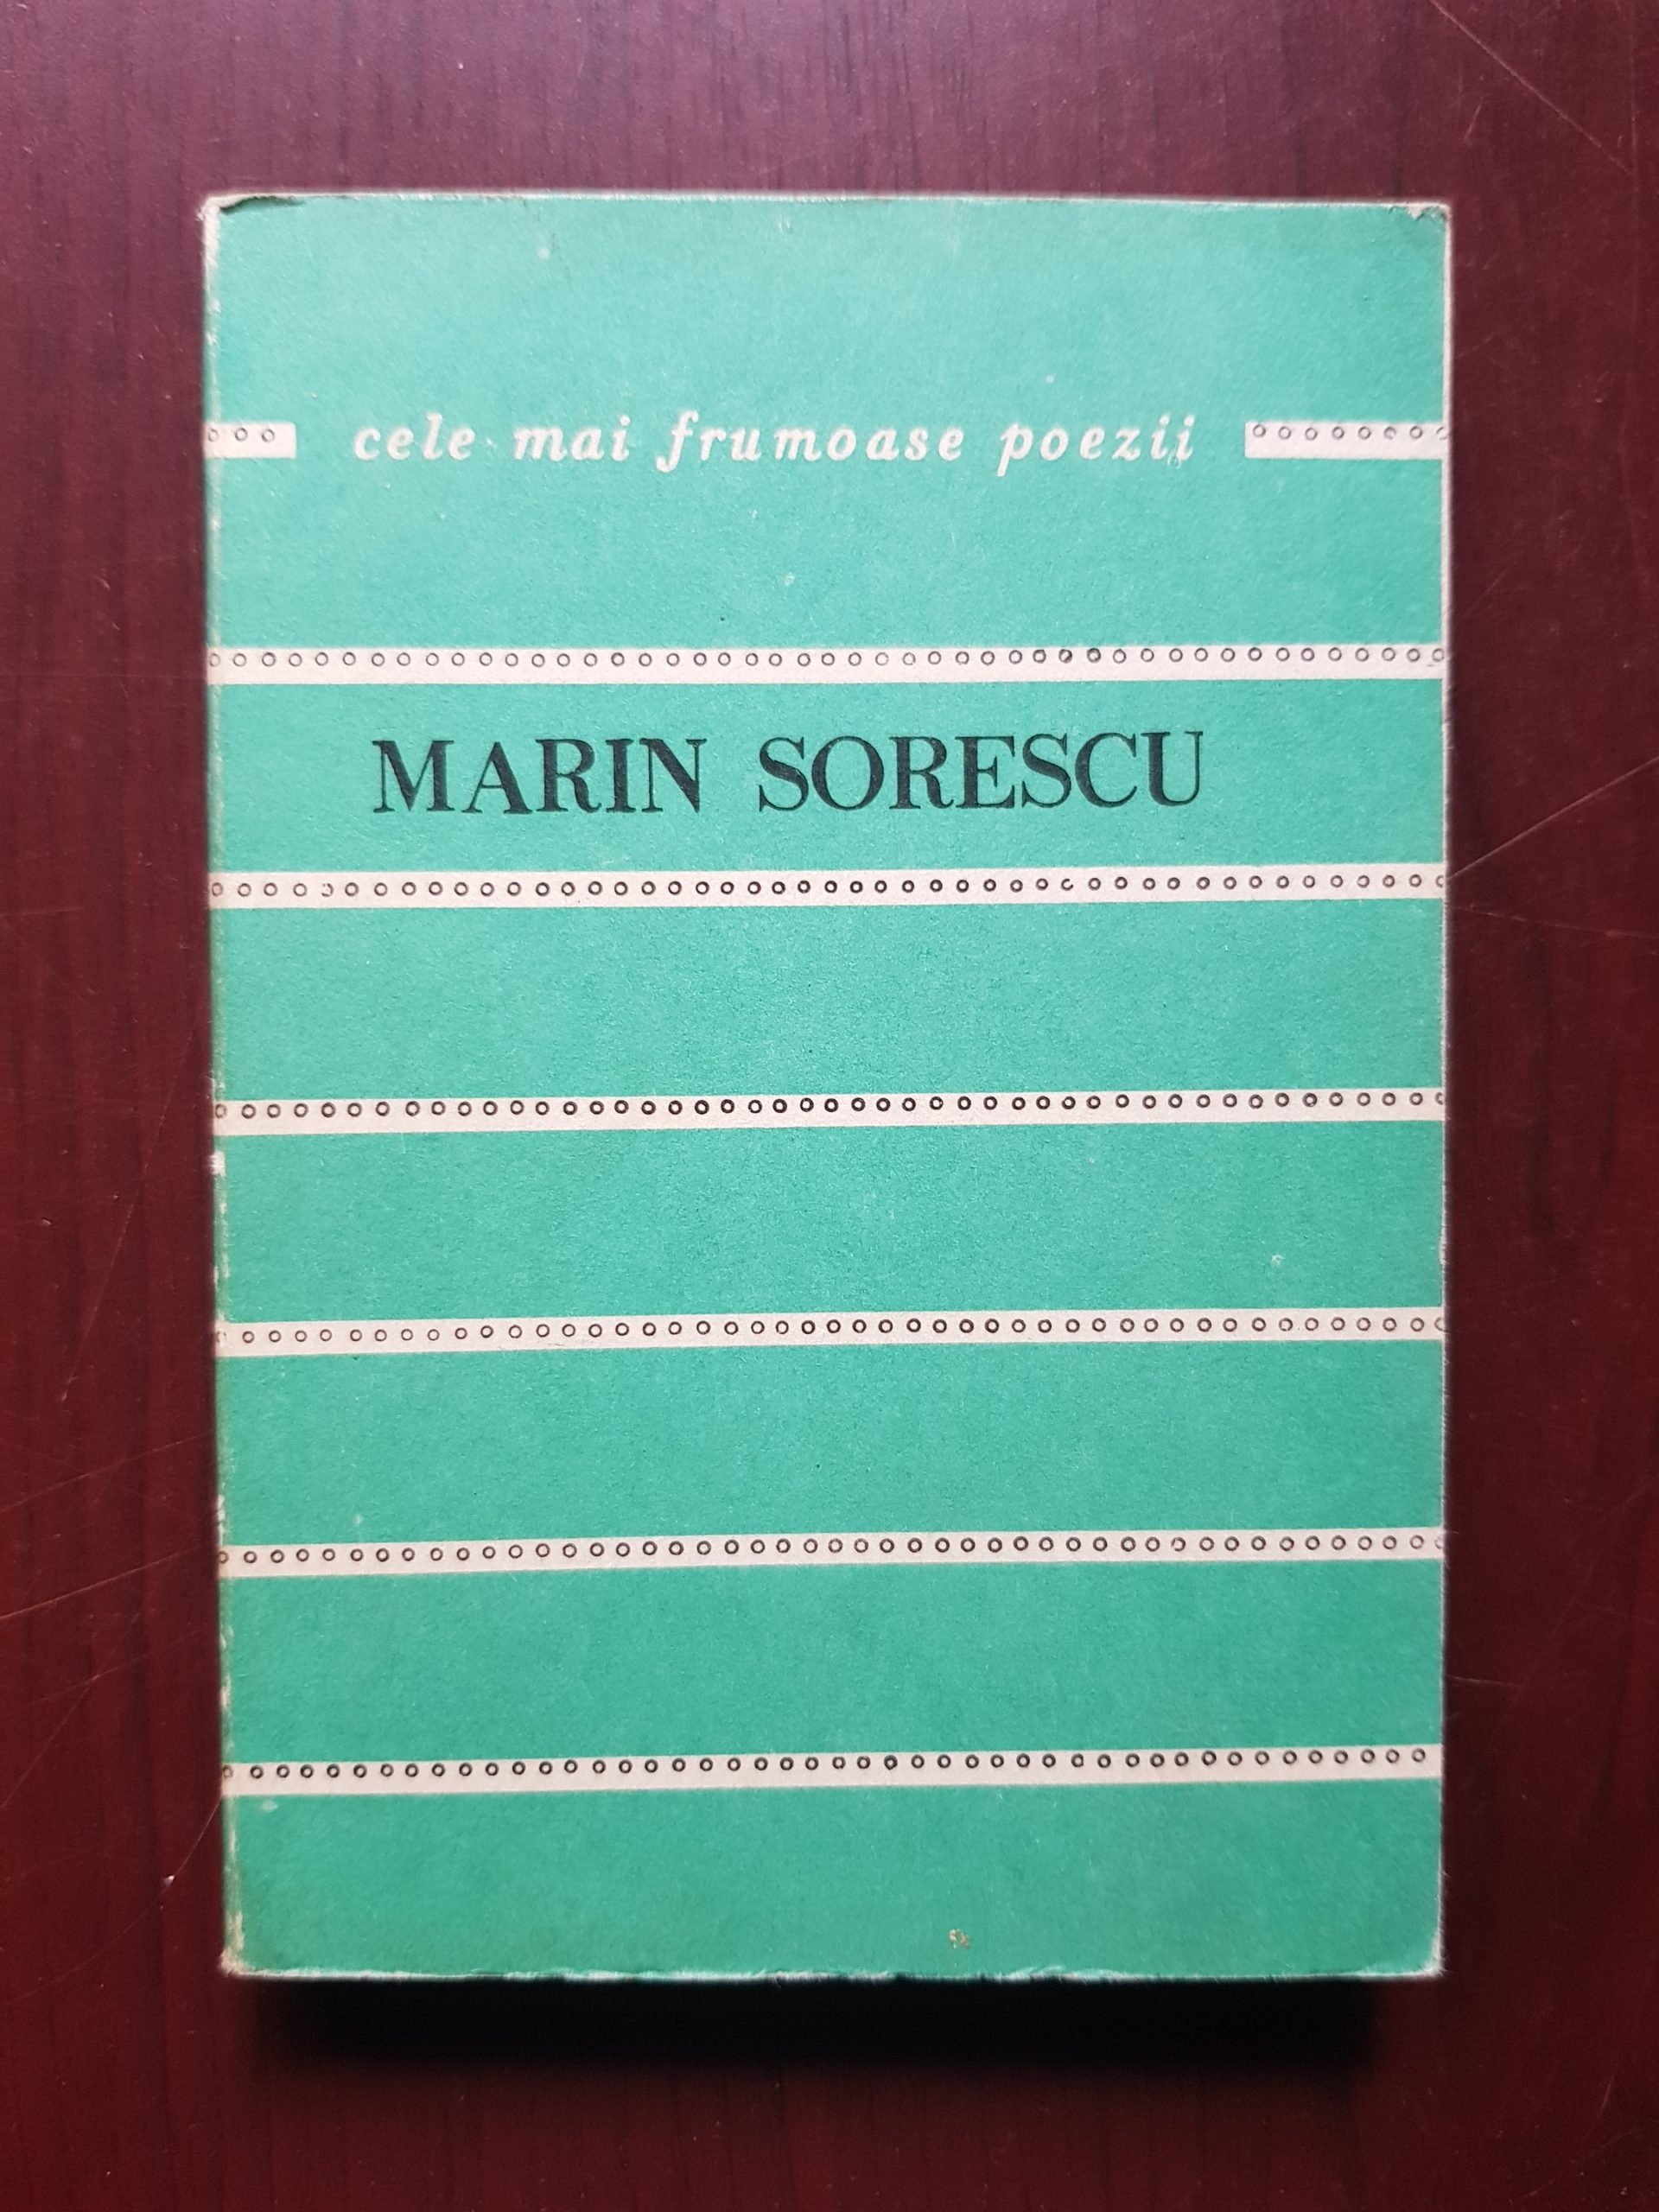 cele mai frumoase poezii
MARIN SORESCU